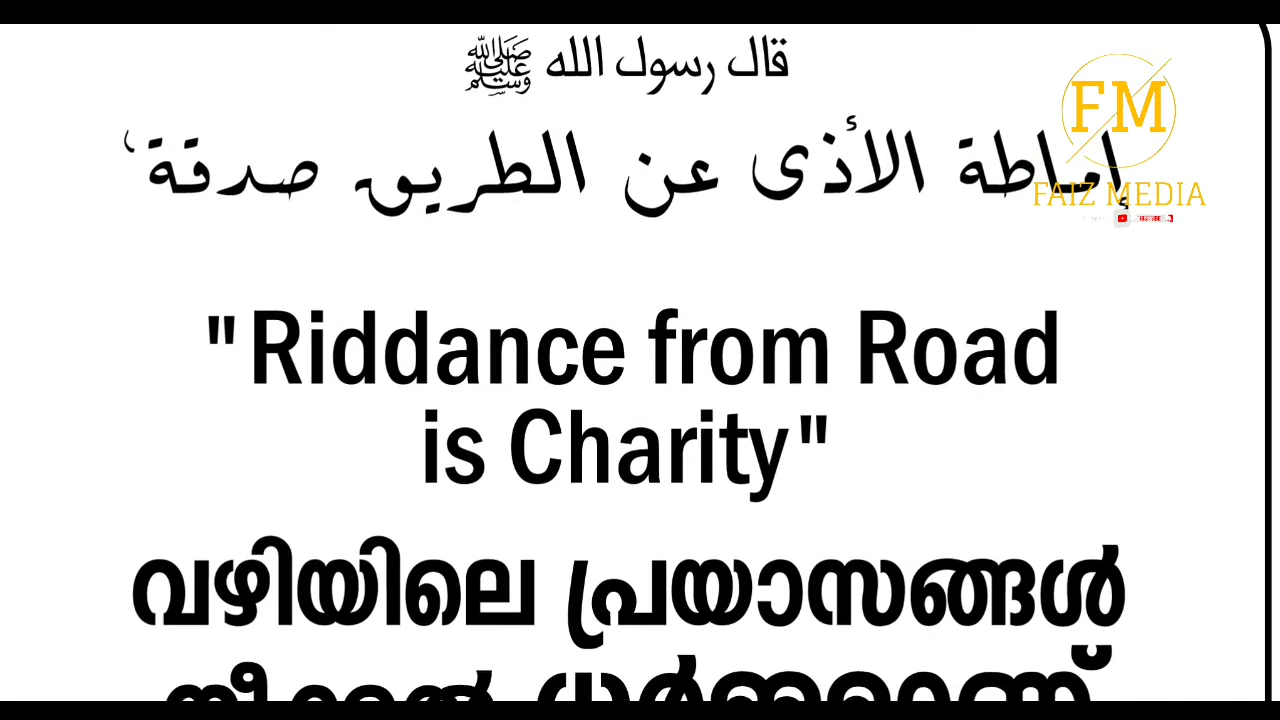 قال رسول الله ﷺ
إماطة الأذى عن الطريق صدقة
FM
FAIZ MEDIA
SUBSCRIBE
"Riddance from Road
is Charity"
വഴിയിലെ പ്രയാസങ്ങൾ